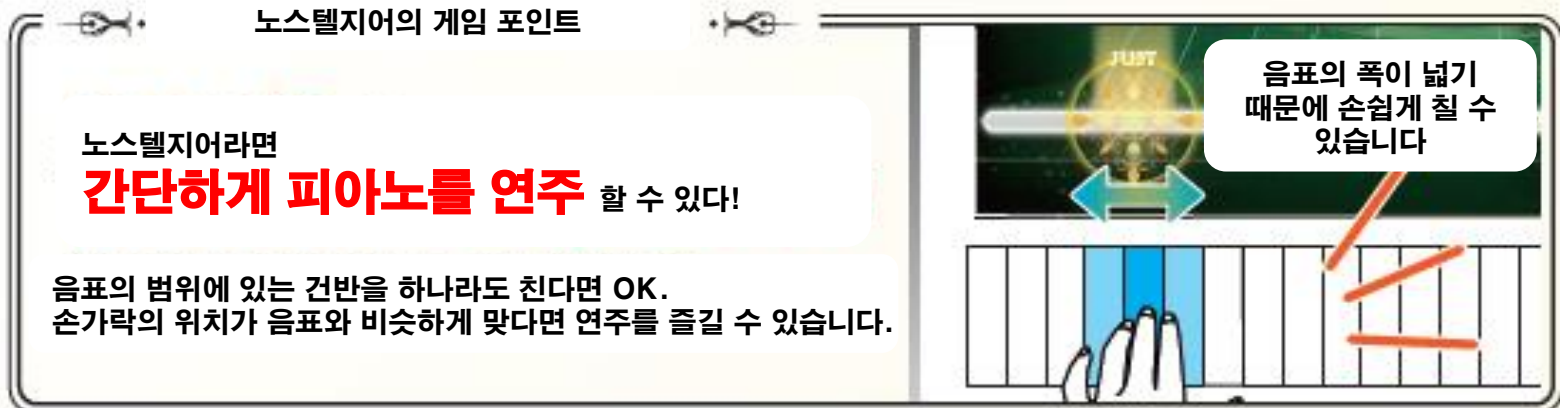 노스텔지어의 게임 포인트
노스텔지어라면
간단하게 피아노를 연주 할 수 있다!
음표의 범위에 있는 건반을 하나라도 친다면 OK.
손가락의 위치가 음표와 비슷하게 맞다면 연주를 즐길 수 있습니다.
JUST
음표의 폭이 넓기
때문에 손쉽게 칠 수
있습니다